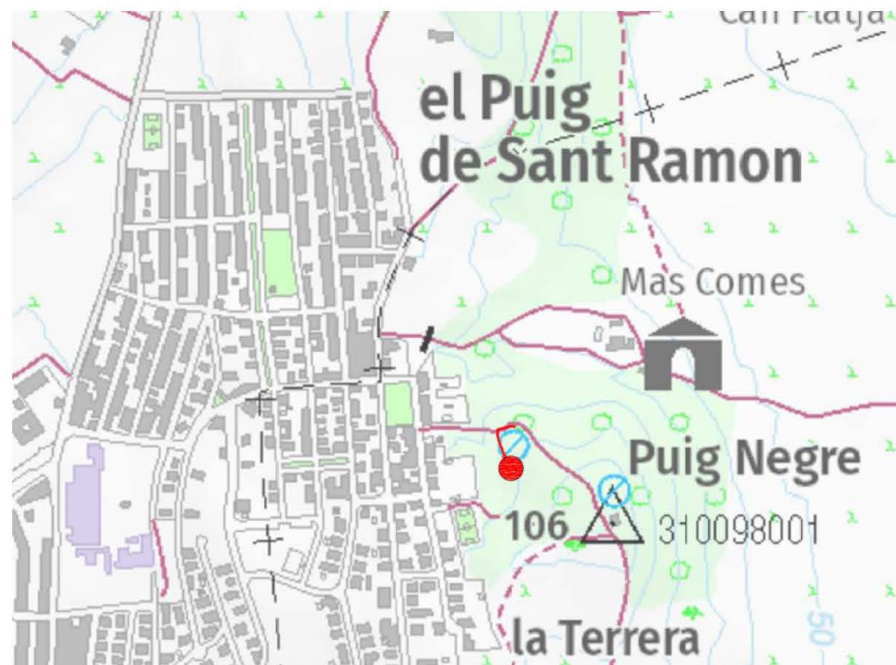 Can Platja
el Puig
de Sant Ramon
Mas Comes
Puig Negre
106
310098001
la Terrera
50